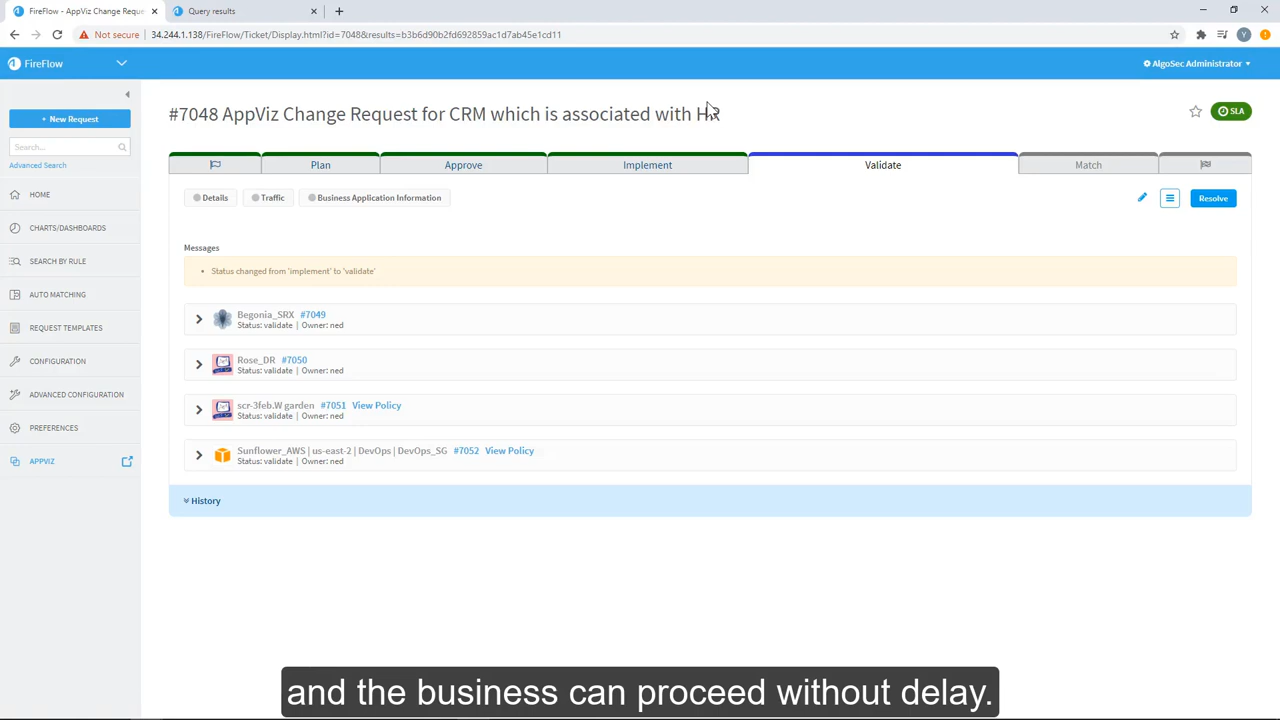 FireFlow - AppViz Change Reque
Query results
Not secure
34.244.1.138/FireFlow/Ticket/Display.html?id=7048&results=b3b6d90b2fd692859ac1d7ab45e1cd11
Y
FireFlow
AlgoSec Administrator
+ New Request
Search...
Advanced Search
HOME
CHARTS/DASHBOARDS
SEARCH BY RULE
AUTO MATCHING
REQUEST TEMPLATES
CONFIGURATION
ADVANCED CONFIGURATION
PREFERENCES
APPVIZ
#7048 AppViz Change Request for CRM which is associated with HR
SLA
Plan
Approve
Implement
Validate
Match
Details
Traffic
Business Application Information
Resolve
Messages
• Status changed from 'implement' to 'validate'
Begonia_SRX #7049
Status: validate | Owner: ned
Rose_DR #7050
Status: validate | Owner: ned
scr-3feb.W garden #7051 View Policy
Status: validate | Owner: ned
Sunflower_AWS | us-east-2 | DevOps | DevOps_SG #7052 View Policy
Status: validate | Owner: ned
History
and the business can proceed without delay.